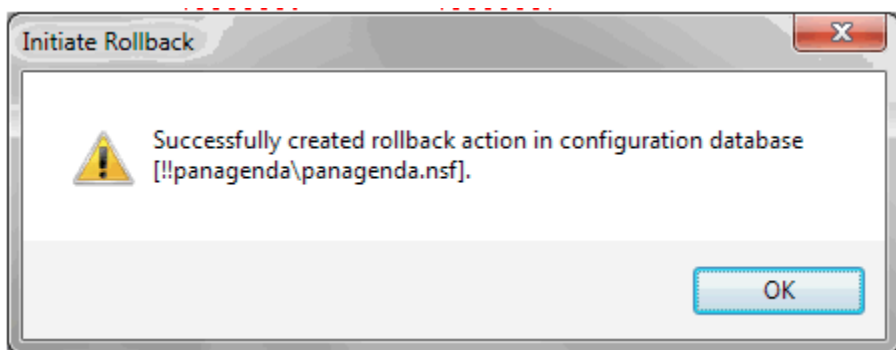 Initiate Rollback
Successfully created rollback action in configuration database
[!!panagenda\panagenda.nsf].
OK